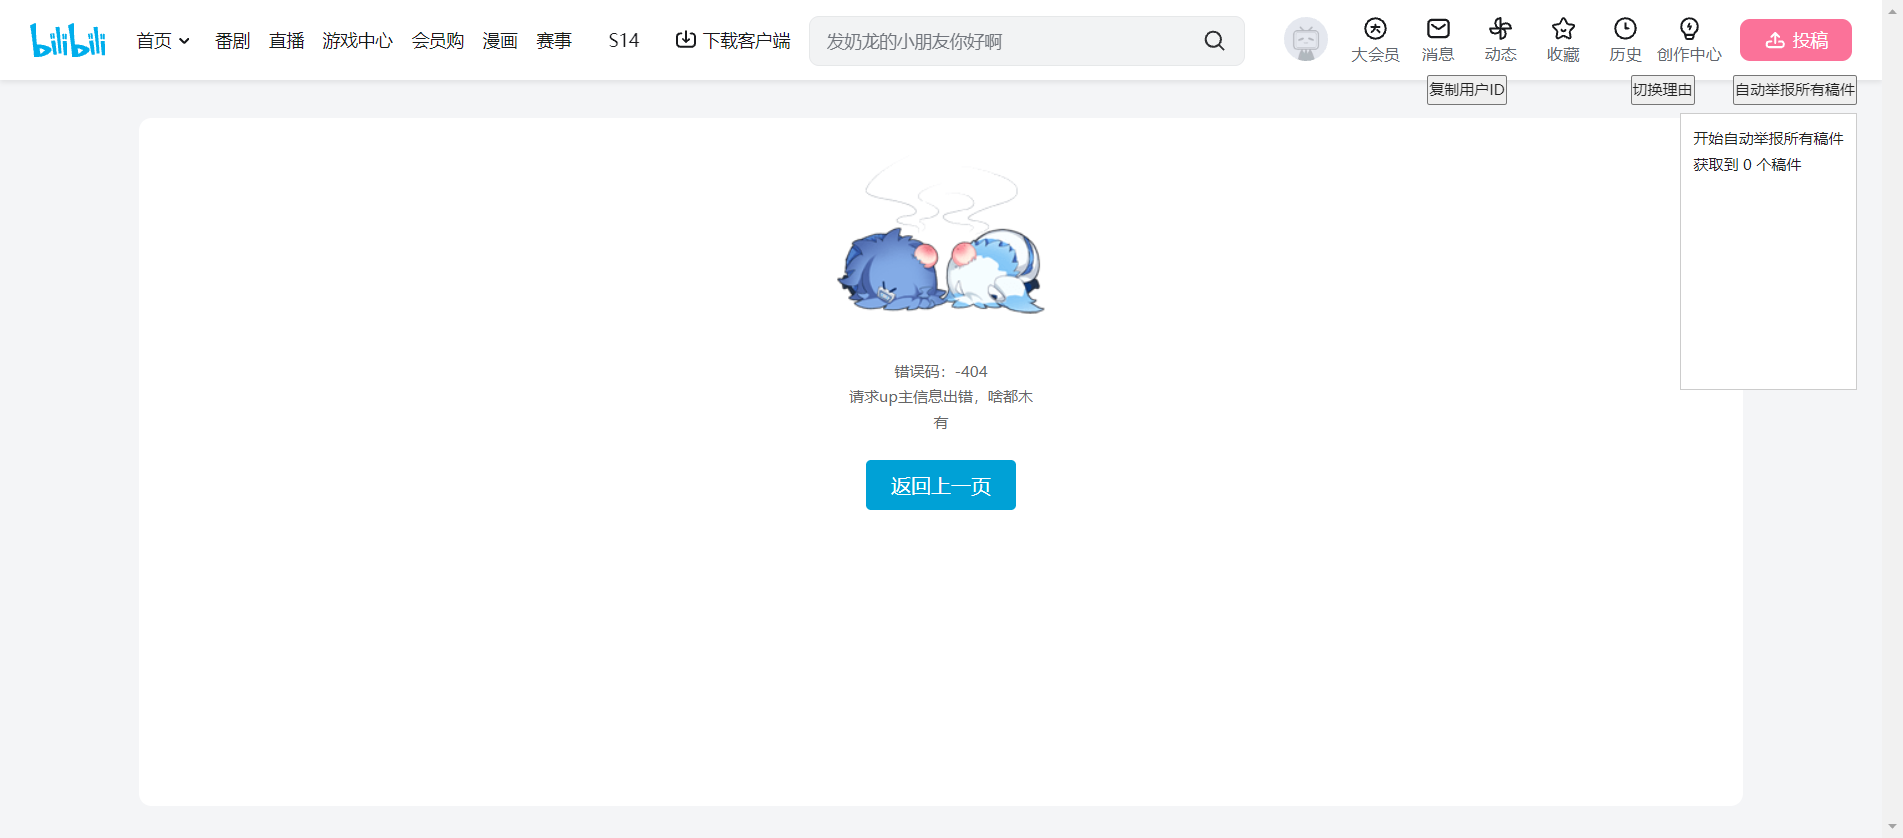 bilibili
首页
番剧
直播
游戏中心
会员购
漫画
赛事
S14
下载客户端
发奶龙的小朋友你好啊
大会员
消息
动态
收藏
历史
创作中心
投稿
复制用户ID
切换理由
自动举报所有稿件
开始自动举报所有稿件
获取到 0 个稿件
错误码：-404
请求up主信息出错，啥都木
有
返回上一页